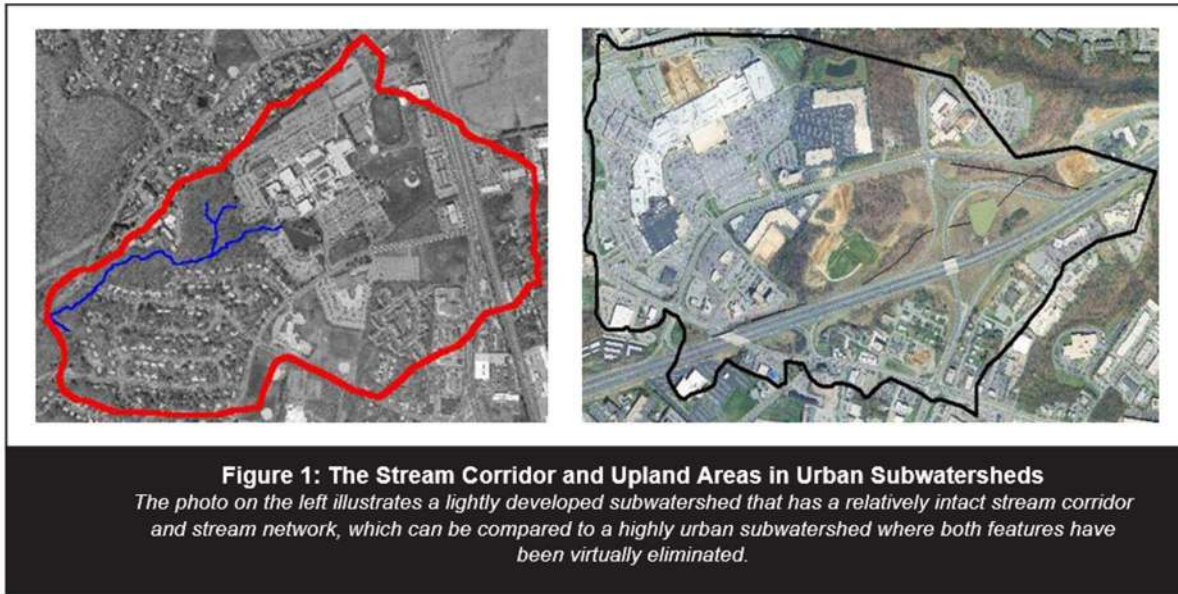 Figure 1: The Stream Corridor and Upland Areas in Urban Subwatersheds
The photo on the left illustrates a lightly developed subwatershed that has a relatively intact stream corridor
and stream network, which can be compared to a highly urban subwatershed where both features have
been virtually eliminated.